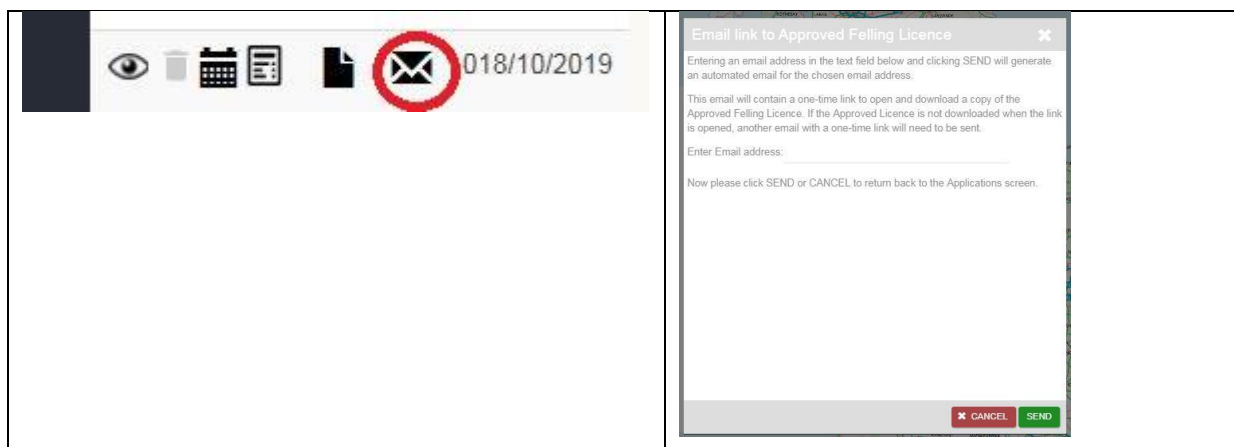 018/10/2019
Email link to Approved Felling Licence
Entering an email address in the text field below and clicking SEND will generate
an automated email for the chosen email address.
This email will contain a one-time link to open and download a copy of the
Approved Felling Licence. If the Approved Licence is not downloaded when the link
is opened, another email with a one-time link will need to be sent.
Enter Email address:
Now please click SEND or CANCEL to return back to the Applications screen.
CANCEL SEND